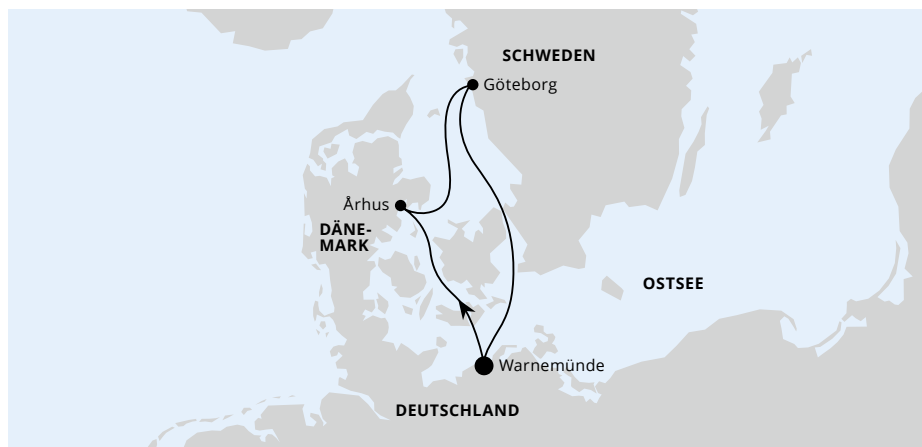 SCHWEDEN
Göteborg
Århus
DÄNE-
MARK
OSTSEE
Warnemünde
DEUTSCHLAND